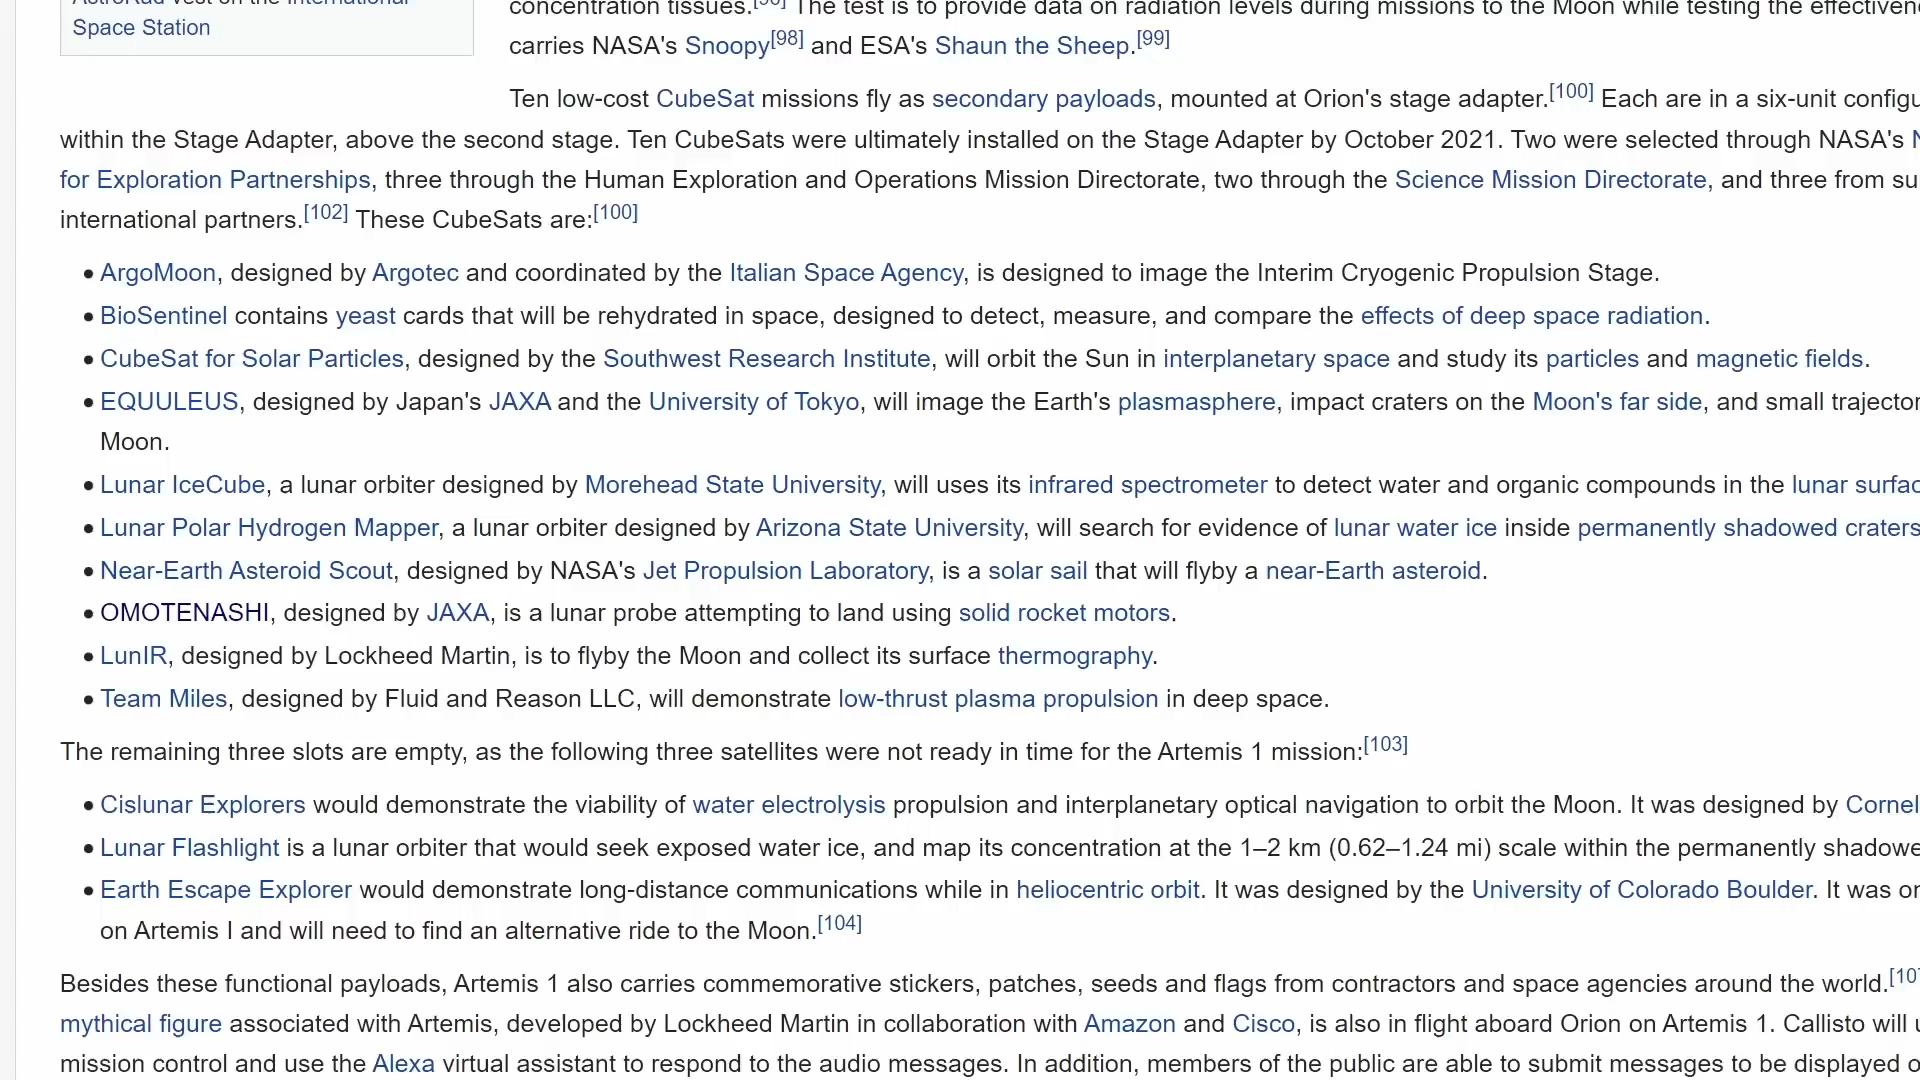 AstroRad vest on the International
Space Station
concentration tissues.[96] The test is to provide data on radiation levels during missions to the Moon while testing the
carries NASA's Snoopy[98] and ESA's Shaun the Sheep.[99]
Ten low-cost CubeSat missions fly as secondary payloads, mounted at Orion's stage adapter.[100] Each are in a six-unit
within the Stage Adapter, above the second stage. Ten CubeSats were ultimately installed on the Stage Adapter by October 2021. Two were selected through NASA's
for Exploration Partnerships, three through the Human Exploration and Operations Mission Directorate, two through the Science Mission Directorate, and three from
international partners.[102] These CubeSats are:[100]
• ArgoMoon, designed by Argotec and coordinated by the Italian Space Agency, is designed to image the Interim Cryogenic Propulsion Stage.
• BioSentinel contains yeast cards that will be rehydrated in space, designed to detect, measure, and compare the effects of deep space radiation.
• CubeSat for Solar Particles, designed by the Southwest Research Institute, will orbit the Sun in interplanetary space and study its particles and magnetic fields.
• EQUULEUS, designed by Japan's JAXA and the University of Tokyo, will image the Earth's plasmasphere, impact craters on the Moon's far side, and small
Moon.
• Lunar IceCube, a lunar orbiter designed by Morehead State University, will uses its infrared spectrometer to detect water and organic compounds in the lunar
• Lunar Polar Hydrogen Mapper, a lunar orbiter designed by Arizona State University, will search for evidence of lunar water ice inside permanently shadowed craters
• Near-Earth Asteroid Scout, designed by NASA's Jet Propulsion Laboratory, is a solar sail that will flyby a near-Earth asteroid.
• OMOTENASHI, designed by JAXA, is a lunar probe attempting to land using solid rocket motors.
• LunIR, designed by Lockheed Martin, is to flyby the Moon and collect its surface thermography.
• Team Miles, designed by Fluid and Reason LLC, will demonstrate low-thrust plasma propulsion in deep space.
The remaining three slots are empty, as the following three satellites were not ready in time for the Artemis 1 mission:[103]
• Cislunar Explorers would demonstrate the viability of water electrolysis propulsion and interplanetary optical navigation to orbit the Moon. It was designed by Cornel
• Lunar Flashlight is a lunar orbiter that would seek exposed water ice, and map its concentration at the 1–2 km (0.62–1.24 mi) scale within the permanently
• Earth Escape Explorer would demonstrate long-distance communications while in heliocentric orbit. It was designed by the University of Colorado Boulder. It was
on Artemis I and will need to find an alternative ride to the Moon.[104]
Besides these functional payloads, Artemis 1 also carries commemorative stickers, patches, seeds and flags from contractors and space agencies around the world.
mythical figure associated with Artemis, developed by Lockheed Martin in collaboration with Amazon and Cisco, is also in flight aboard Orion on Artemis 1. Callisto will
mission control and use the Alexa virtual assistant to respond to the audio messages. In addition, members of the public are able to submit messages to be displayed